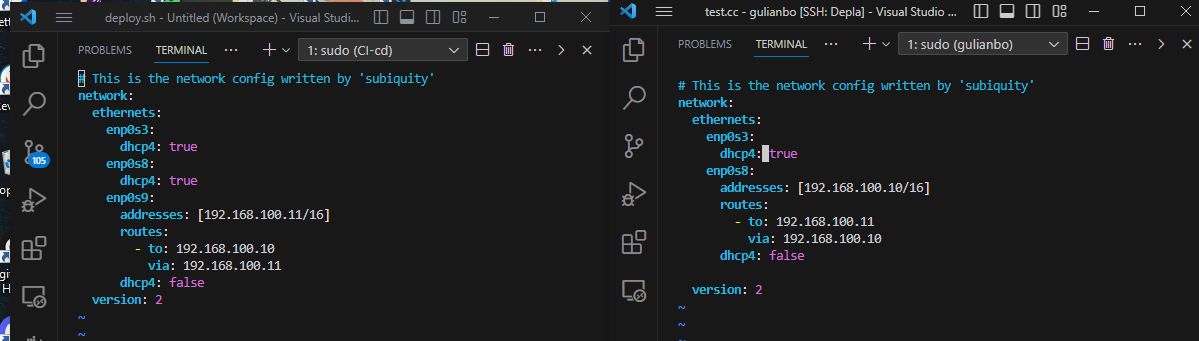 deploy.sh - Untitled (Workspace) - Visual Studi...
PROBLEMS TERMINAL ... 1: sudo (CI-cd)
# This is the network config written by 'subiquity'
network:
ethernets:
enp0s3:
dhcp4: true
enp0s8:
dhcp4: true
enp0s9:
addresses: [192.168.100.11/16]
routes:
- to: 192.168.100.10
via: 192.168.100.11
dhcp4: false
version: 2
~
~
105
test.cc - gulianbo [SSH: Depla] - Visual Studio ...
PROBLEMS TERMINAL ... 1: sudo (gulianbo)
# This is the network config written by 'subiquity'
network:
ethernets:
enp0s3:
dhcp4: true
enp0s8:
addresses: [192.168.100.10/16]
routes:
- to: 192.168.100.11
via: 192.168.100.10
dhcp4: false
version: 2
~
~
~